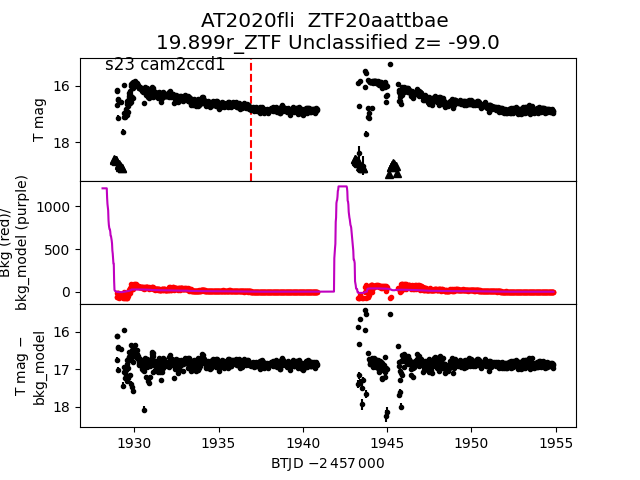 AT2020fli  ZTF20aattbae
19.899r_ZTF Unclassified z= -99.0
s23 cam2ccd1
T mag
16
18
Bkg (red)/
bkg_model (purple)
1000
500
0
T mag −
bkg_model
16
17
18
1930 1935 1940 1945 1950 1955
BTJD −2 457 000